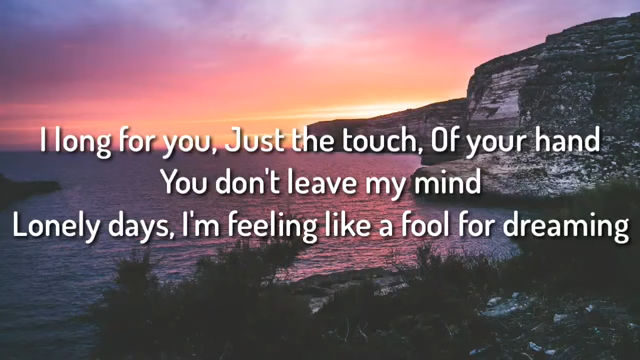 I long for you, Just the touch, Of your hand
You don't leave my mind
Lonely days, I'm feeling like a fool for dreaming